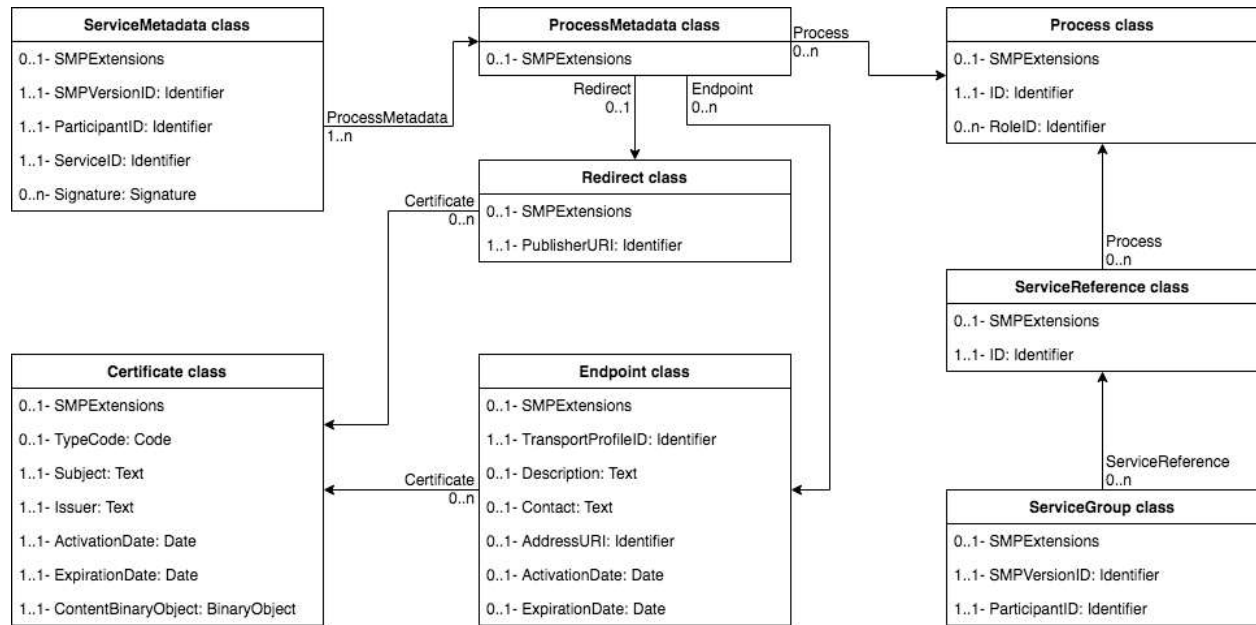 ServiceMetadata class
0..1- SMPExtensions
1..1- SMPVersionID: Identifier
1..1- ParticipantID: Identifier
1..1- ServiceID: Identifier
0..n- Signature: Signature
ProcessMetadata
1..n
ProcessMetadata class
0..1- SMPExtensions
Process
0..n
Redirect
0..1
Endpoint
0..n
Process class
0..1- SMPExtensions
1..1- ID: Identifier
0..n- RoleID: Identifier
Redirect class
0..1- SMPExtensions
1..1- PublisherURI: Identifier
Certificate
0..n
Process
0..n
ServiceReference class
0..1- SMPExtensions
1..1- ID: Identifier
Certificate class
0..1- SMPExtensions
0..1- TypeCode: Code
1..1- Subject: Text
1..1- Issuer: Text
1..1- ActivationDate: Date
1..1- ExpirationDate: Date
1..1- ContentBinaryObject: BinaryObject
Certificate
0..n
Endpoint class
0..1- SMPExtensions
1..1- TransportProfileID: Identifier
0..1- Description: Text
0..1- Contact: Text
0..1- AddressURI: Identifier
0..1- ActivationDate: Date
0..1- ExpirationDate: Date
ServiceReference
0..n
ServiceGroup class
0..1- SMPExtensions
1..1- SMPVersionID: Identifier
1..1- ParticipantID: Identifier